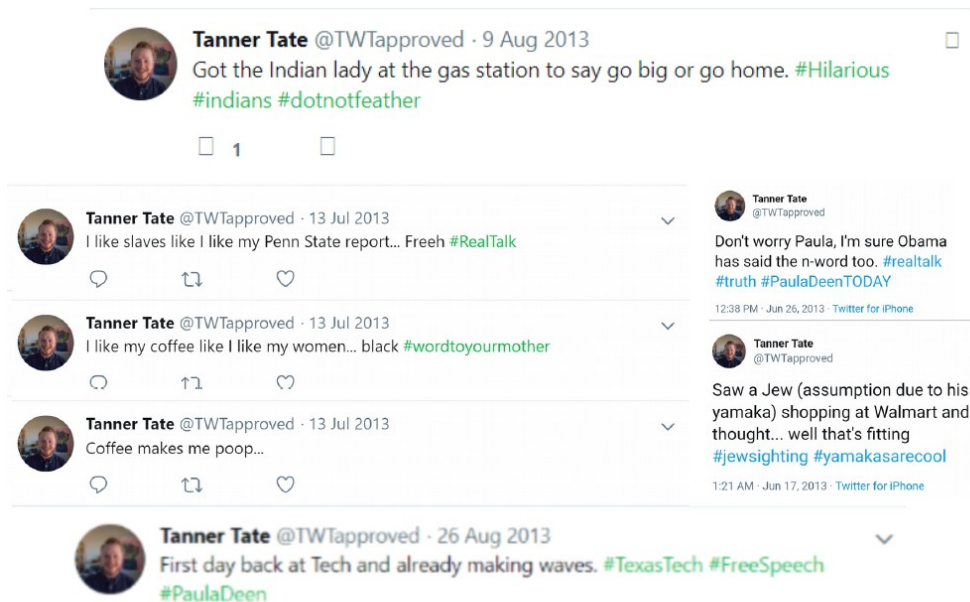 Tanner Tate @TWTapproved · 9 Aug 2013
Got the Indian lady at the gas station to say go big or go home. #Hilarious
#indians #dotnotfeather
1
Tanner Tate @TWTapproved · 13 Jul 2013
I like slaves like I like my Penn State report... Freeh #RealTalk
Tanner Tate @TWTapproved · 13 Jul 2013
I like my coffee like I like my women... black #wordtoyourmother
Tanner Tate @TWTapproved · 13 Jul 2013
Coffee makes me poop...
Tanner Tate
@TWTapproved
Don't worry Paula, I'm sure Obama
has said the n-word too. #realtalk
#truth #PaulaDeenTODAY
12:38 PM · Jun 26, 2013 · Twitter for iPhone
Tanner Tate
@TWTapproved
Saw a Jew (assumption due to his
yamaka) shopping at Walmart and
thought... well that's fitting
#jewsighting #yamakasarecool
1:21 AM · Jun 17, 2013 · Twitter for iPhone
Tanner Tate @TWTapproved · 26 Aug 2013
First day back at Tech and already making waves. #TexasTech #FreeSpeech
#PaulaDeen